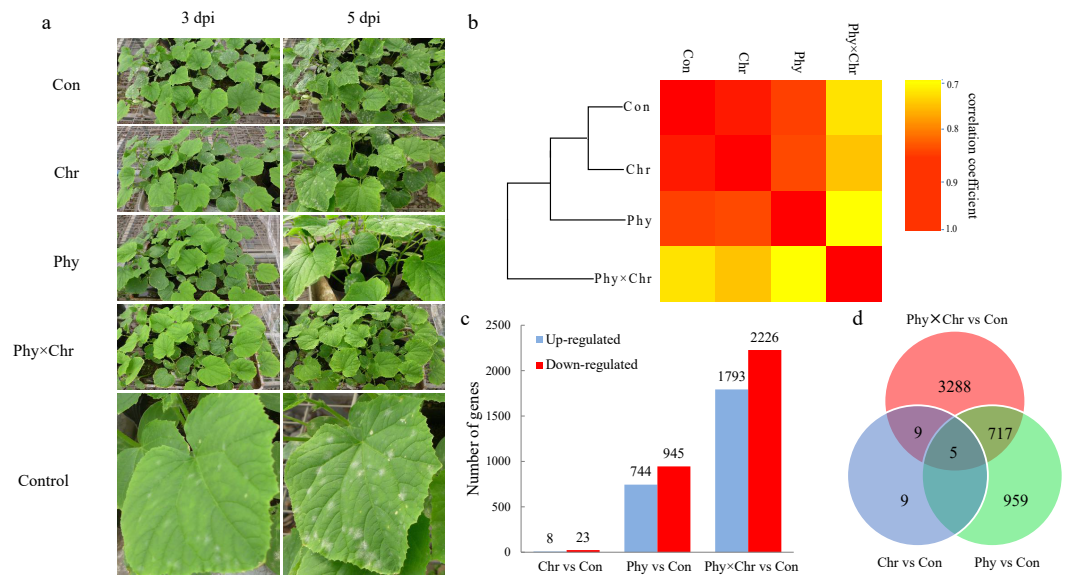 a
3 dpi
5 dpi
Con
Chr
Phy
Phy×Chr
Control
b
Con
Chr
Phy
Phy×Chr
Con
Chr
Phy
Phy×Chr
0.7
0.8
0.9
1.0
correlation coefficient
c
Number of genes
2500
2000
1500
1000
500
0
Up-regulated
Down-regulated
8
23
744
945
1793
2226
Chr vs Con
Phy vs Con
Phy×Chr vs Con
d
Phy×Chr vs Con
3288
9
717
5
9
959
Chr vs Con
Phy vs Con